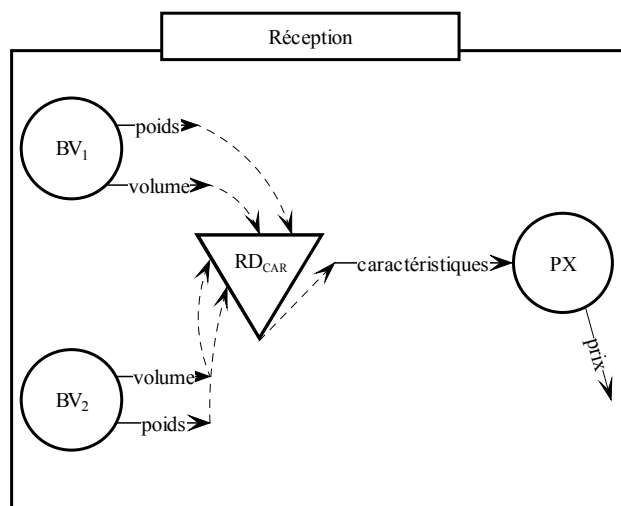 Réception
poids
BV1
volume
RDCAR
caractéristiques
PX
prix
volume
BV2
poids